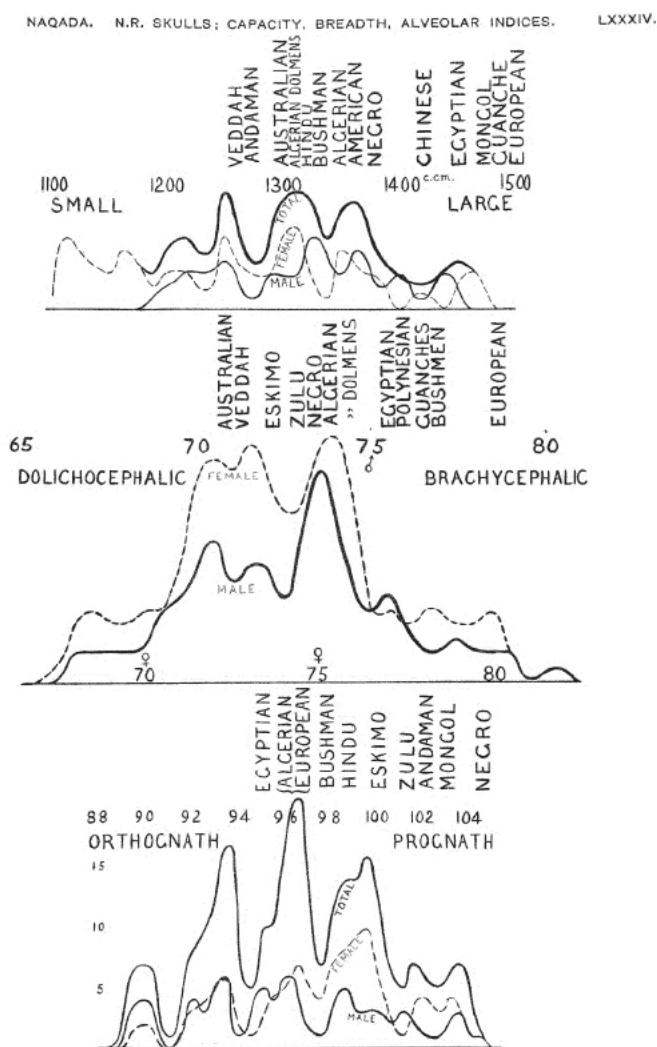 NAQADA. N.R. SKULLS; CAPACITY, BREADTH, ALVEOLAR INDICES. LXXXIV.
VEDDAH
ANDAMAN
AUSTRALIAN
ALGERIAN DOLMENS
HINDU
BUSHMAN
ALGERIAN
AMERICAN
NEGRO
CHINESE
EGYPTIAN
MONGOL
GUANCHE
EUROPEAN
1100 1200 1300 1400 c.cm. 1500
SMALL LARGE
TOTAL
FEMALE
MALE
AUSTRALIAN
VEDDAH
ESKIMO
ZULU
NEGRO
ALGERIAN
,, DOLMENS
EGYPTIAN
POLYNESIAN
GUANCHES
BUSHMEN
EUROPEAN
65 70 75 80
♂
DOLICHOCEPHALIC BRACHYCEPHALIC
FEMALE
MALE
♀ ♀
70 75 80
EGYPTIAN
{ALGERIAN
{EUROPEAN
BUSHMAN
HINDU
ESKIMO
ZULU
ANDAMAN
MONGOL
NEGRO
88 90 92 94 96 98 100 102 104
ORTHOGNATH PROGNATH
15
10
5
TOTAL
FEMALE
MALE